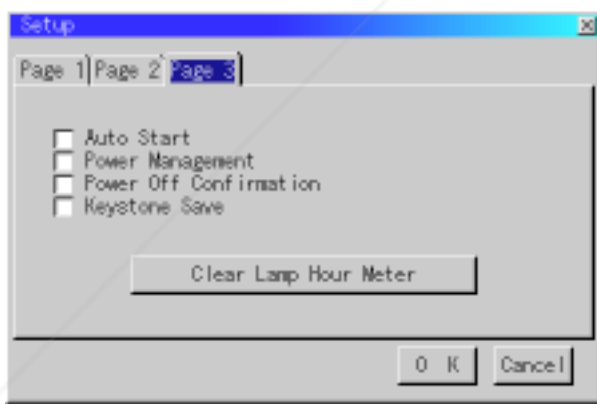 Setup
Page 1 Page 2 Page 3
Auto Start
Power Management
Power Off Confirmation
Keystone Save
Clear Lamp Hour Meter
O K Cancel